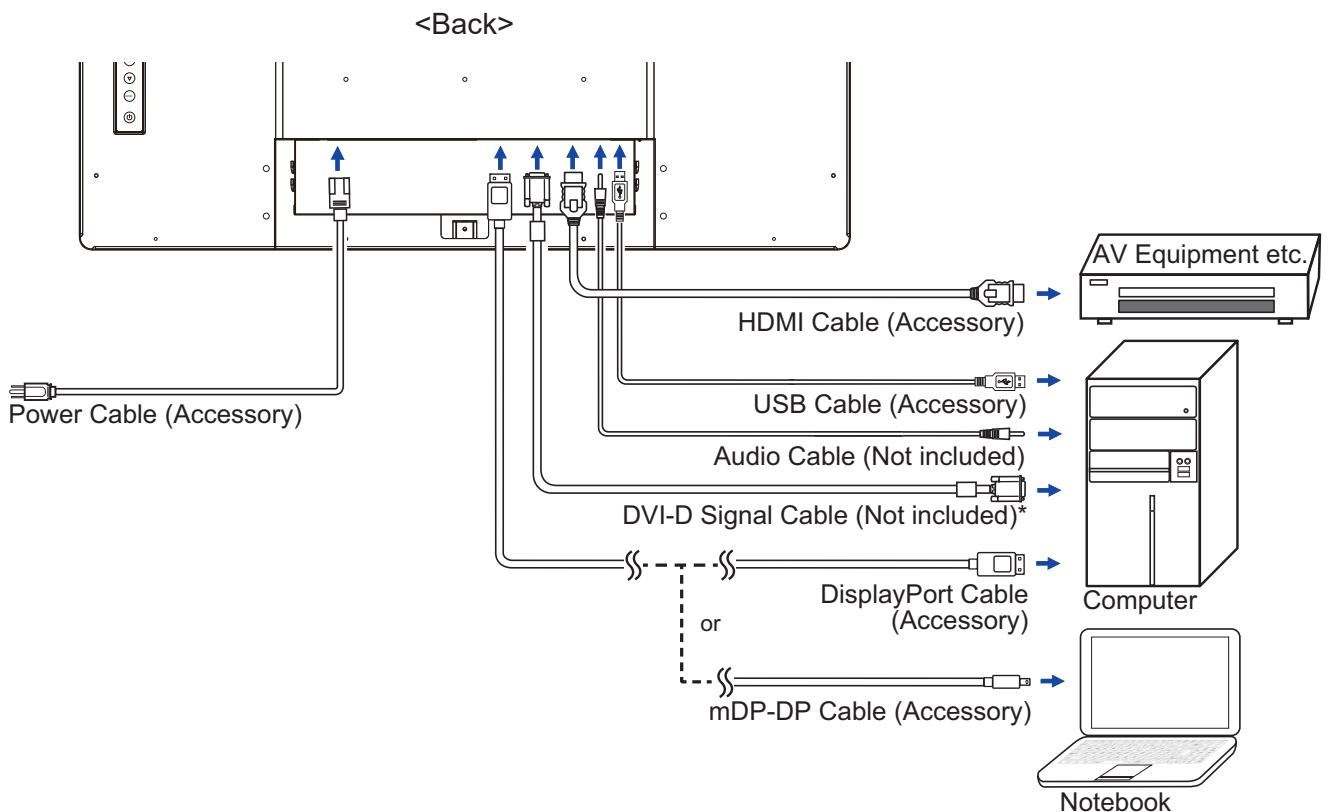 <Back>
AV Equipment etc.
HDMI Cable (Accessory)
USB Cable (Accessory)
Power Cable (Accessory)
Audio Cable (Not included)
DVI-D Signal Cable (Not included)*
DisplayPort Cable
(Accessory)
Computer
or
mDP-DP Cable (Accessory)
Notebook